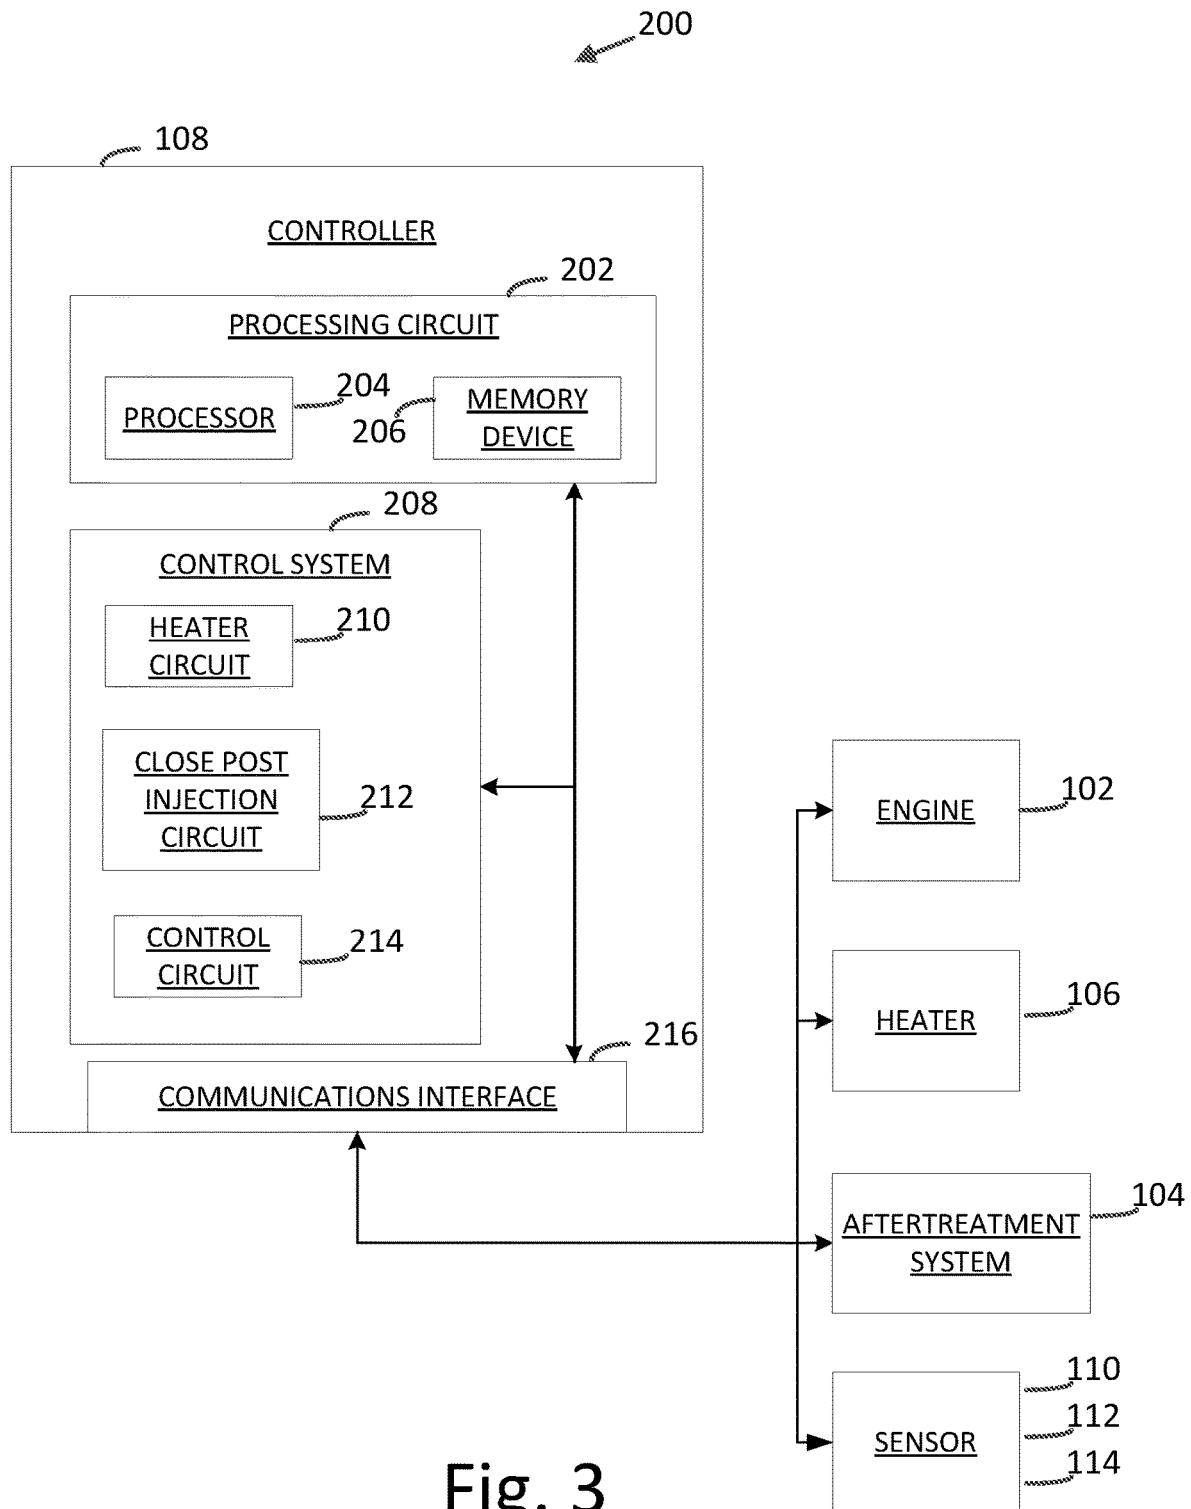 200
108
CONTROLLER
202
PROCESSING CIRCUIT
PROCESSOR
204
206
MEMORY
DEVICE
208
CONTROL SYSTEM
HEATER
CIRCUIT
210
CLOSE POST
INJECTION
CIRCUIT
212
CONTROL
CIRCUIT
214
216
COMMUNICATIONS INTERFACE
ENGINE
102
HEATER
106
AFTERTREATMENT
SYSTEM
104
SENSOR
110
112
114
Fig. 3